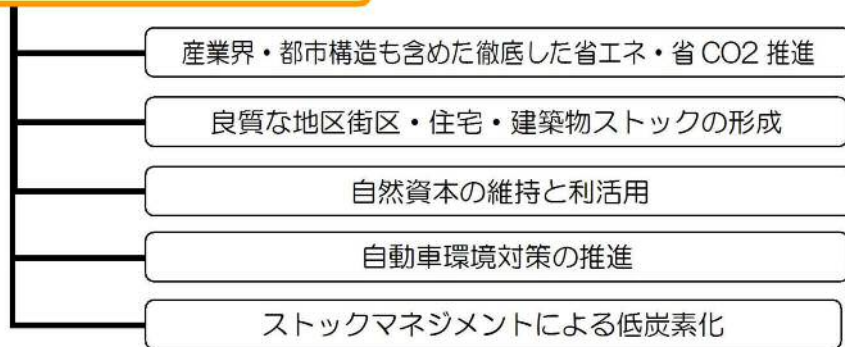 産業界・都市構造も含めた徹底した省エネ・省 CO2 推進
良質な地区街区・住宅・建築物ストックの形成
自然資本の維持と利活用
自動車環境対策の推進
ストックマネジメントによる低炭素化